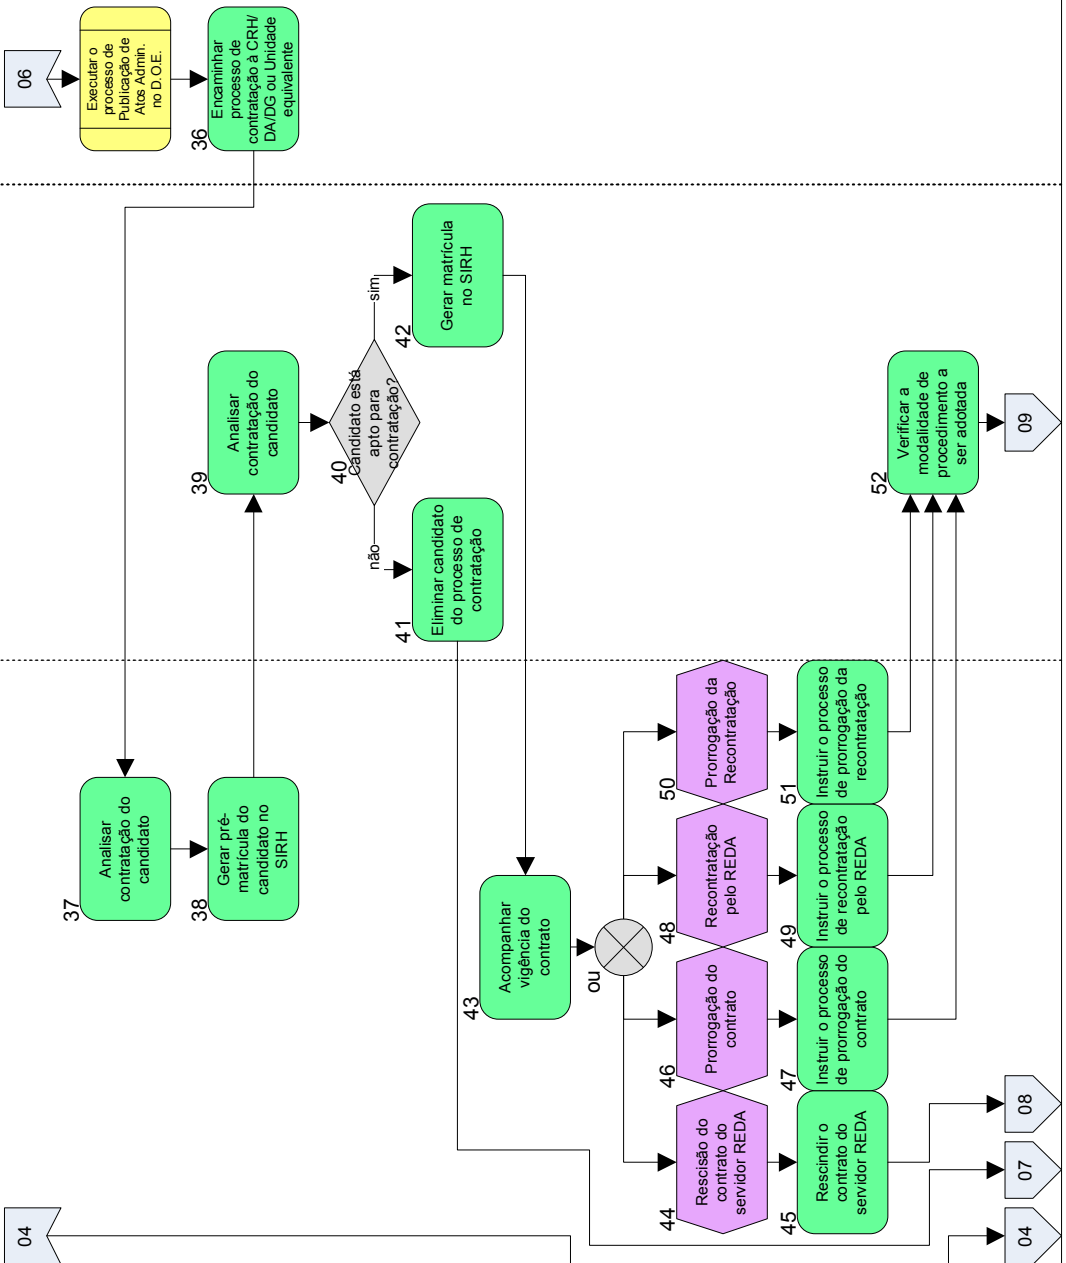 06
Executar o
processo de
Publicação de
Atos Admin.
no D.O.E.
36
Encaminhar
processo de
contratação à CRH/
DA/DG ou Unidade
equivalente
37
Analisar
contratação do
candidato
38
Gerar pré-
matrícula do
candidato no
SIRH
39
Analisar
contratação do
candidato
40
Candidato está
apto para
contratação?
não
sim
41
Eliminar candidato
do processo de
contratação
42
Gerar matrícula
no SIRH
43
Acompanhar
vigência do
contrato
ou
44
Rescisão do
contrato do
servidor REDA
45
Rescindir o
contrato do
servidor REDA
46
Prorrogação do
contrato
47
Instruir o processo
de prorrogação do
contrato
48
Recontratação
pelo REDA
49
Instruir o processo
de recontratação
pelo REDA
50
Prorrogação da
Recontratação
51
Instruir o processo
de prorrogação da
recontratação
52
Verificar a
modalidade de
procedimento a
ser adotada
09
08
07
04
04